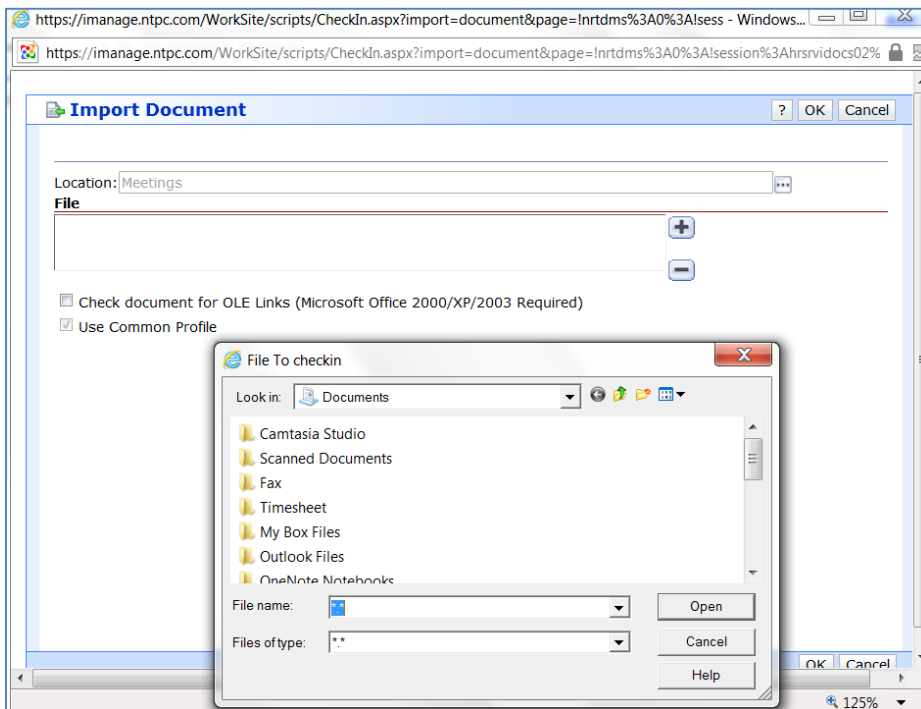 https://imanage.ntpc.com/WorkSite/scripts/CheckIn.aspx?import=document&page=!nrtdms%3A0%3A!sess - Windows...
https://imanage.ntpc.com/WorkSite/scripts/CheckIn.aspx?import=document&page=!nrtdms%3A0%3A!session%3Ahrsrvidocs02%
Import Document ? OK Cancel
Location: Meetings ...
File
Check document for OLE Links (Microsoft Office 2000/XP/2003 Required)
Use Common Profile
File To checkin
Look in: Documents
Camtasia Studio
Scanned Documents
Fax
Timesheet
My Box Files
Outlook Files
OneNote Notebooks
File name: *.* Open
Files of type: *.* Cancel
Help
OK Cancel
125%